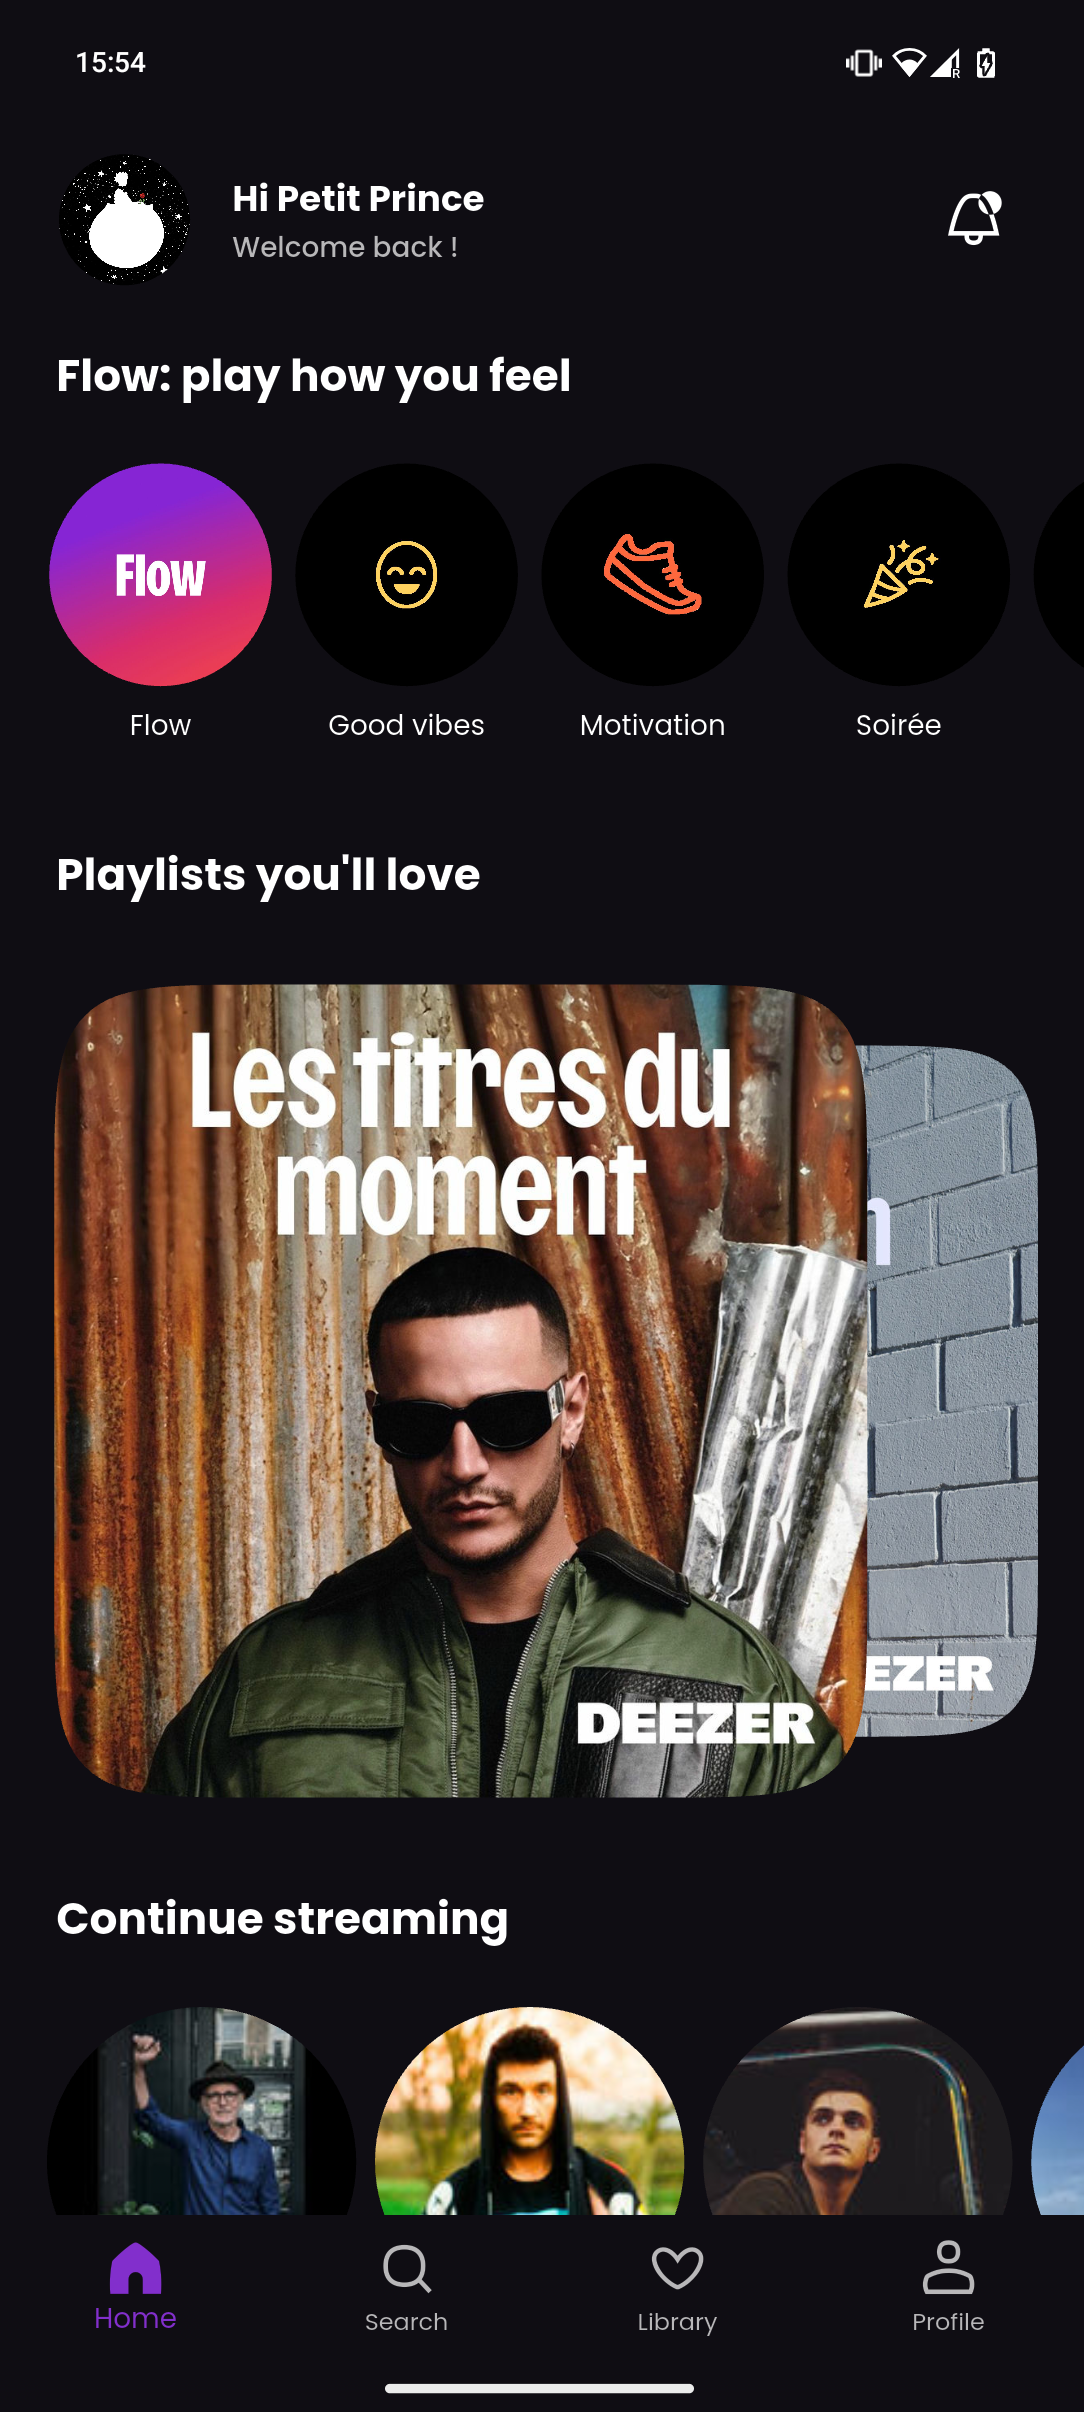 15:54
R
Hi Petit Prince
Welcome back !
Flow: play how you feel
Flow
Flow
Good vibes
Motivation
Soirée
Playlists you'll love
Les titres du
moment
n
EZER
DEEZER
Continue streaming
Home
Search
Library
Profile